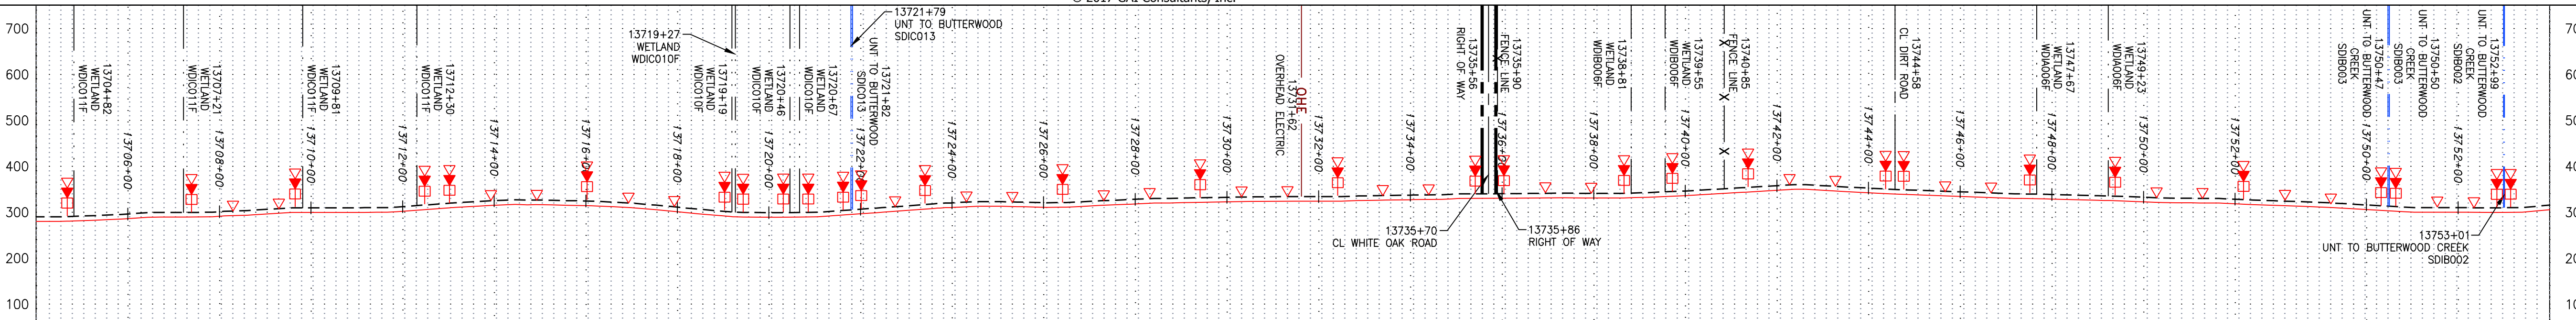 © 2017 GAI Consultants, Inc.
700
600
500
400
300
200
100
13704+82
WETLAND
WDIC011F
13706+00
13707+21
WETLAND
WDIC011F
13708+00
13709+81
WETLAND
WDIC011F
13710+00
13712+00
13712+30
WETLAND
WDIC011F
13714+00
13716+00
13718+00
13719+27
WETLAND
WDIC010F
13719+19
WETLAND
WDIC010F
13720+00
13720+46
WETLAND
WDIC010F
13720+67
WETLAND
WDIC010F
13721+79
UNT TO BUTTERWOOD
SDIC013
13721+82
UNT TO BUTTERWOOD
SDIC013
13722+00
13724+00
13726+00
13728+00
13730+00
OHE
13731+62
OVERHEAD ELECTRIC
13732+00
13734+00
13735+56
RIGHT OF WAY
13735+70
CL WHITE OAK ROAD
13735+90
FENCE LINE
13736+00
13735+86
RIGHT OF WAY
13738+00
13738+81
WETLAND
WDIB006F
13739+55
WETLAND
WDIB006F
13740+00
13740+85
FENCE LINE
X
X
X
13742+00
13744+00
13744+58
CL DIRT ROAD
13746+00
13747+67
WETLAND
WDIA006F
13748+00
13749+23
WETLAND
WDIA006F
13750+00
13750+47
UNT TO BUTTERWOOD
CREEK
SDIB003
13750+50
UNT TO BUTTERWOOD
CREEK
SDIB003
13752+00
13752+99
UNT TO BUTTERWOOD
CREEK
SDIB002
13753+01
UNT TO BUTTERWOOD CREEK
SDIB002